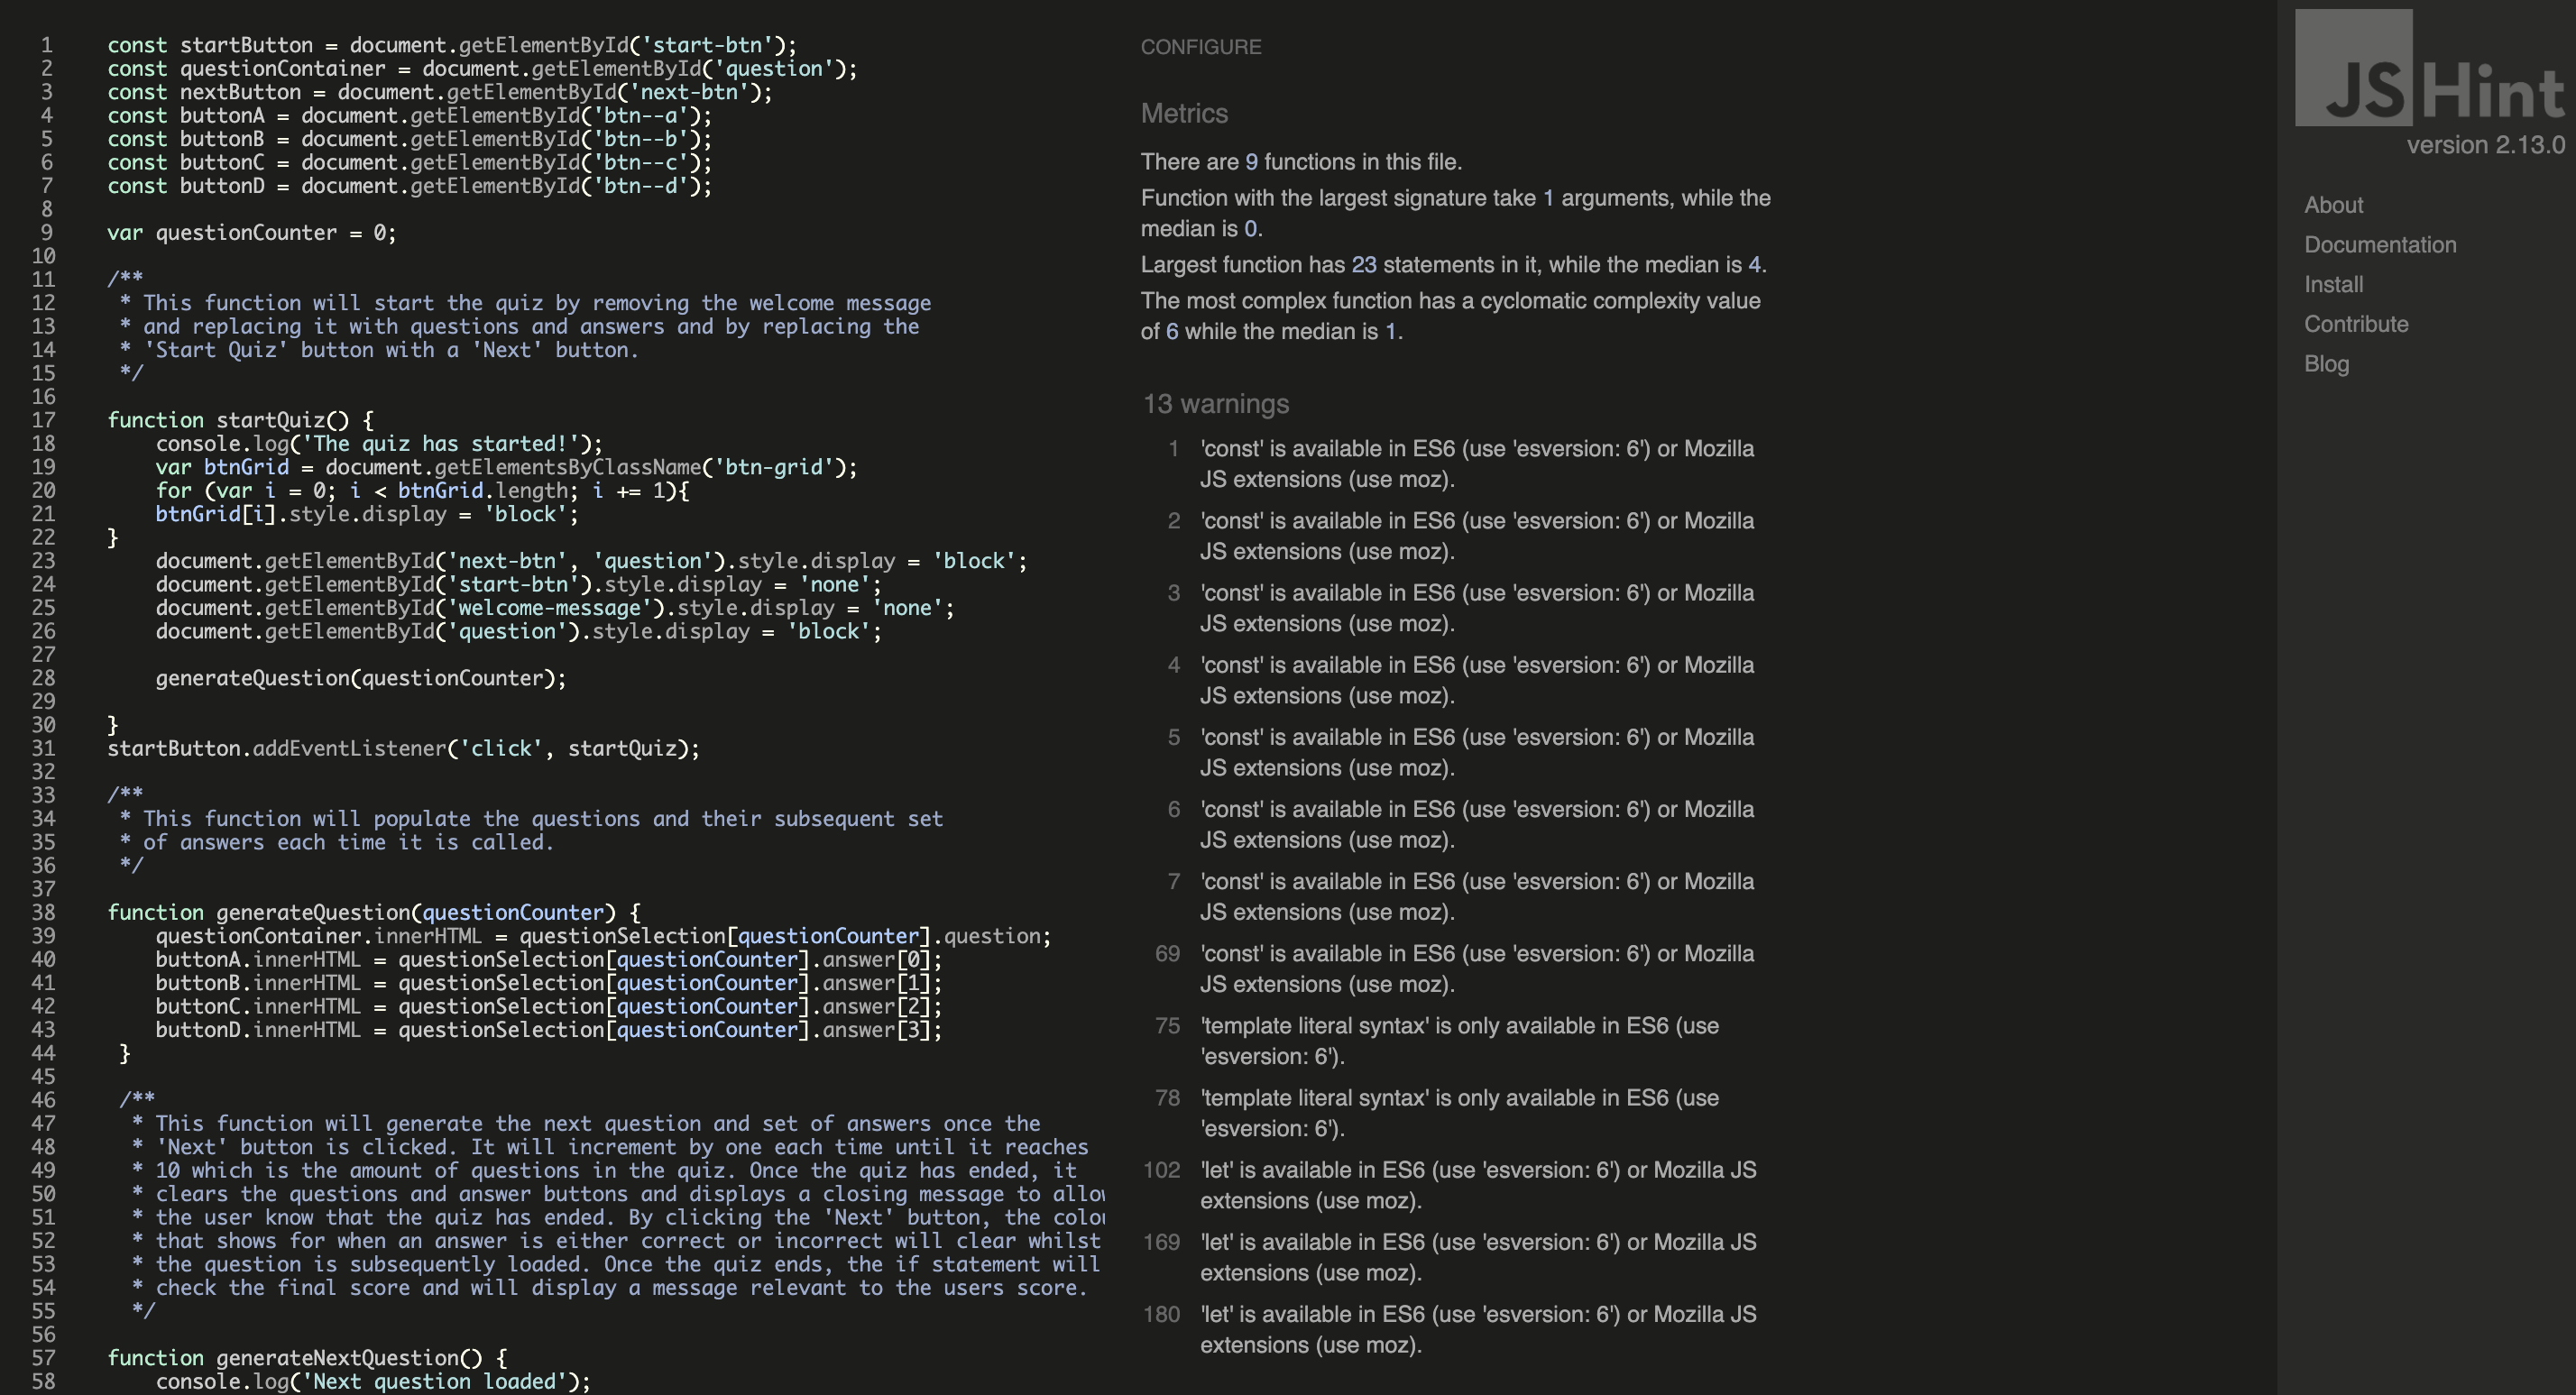 1 const startButton = document.getElementById('start-btn');
2 const questionContainer = document.getElementById('question');
3 const nextButton = document.getElementById('next-btn');
4 const buttonA = document.getElementById('btn--a');
5 const buttonB = document.getElementById('btn--b');
6 const buttonC = document.getElementById('btn--c');
7 const buttonD = document.getElementById('btn--d');
8
9 var questionCounter = 0;
10
11 /**
12  * This function will start the quiz by removing the welcome message
13  * and replacing it with questions and answers and by replacing the
14  * 'Start Quiz' button with a 'Next' button.
15  */
16
17 function startQuiz() {
18     console.log('The quiz has started!');
19     var btnGrid = document.getElementsByClassName('btn-grid');
20     for (var i = 0; i < btnGrid.length; i += 1){
21     btnGrid[i].style.display = 'block';
22 }
23     document.getElementById('next-btn', 'question').style.display = 'block';
24     document.getElementById('start-btn').style.display = 'none';
25     document.getElementById('welcome-message').style.display = 'none';
26     document.getElementById('question').style.display = 'block';
27
28     generateQuestion(questionCounter);
29
30 }
31 startButton.addEventListener('click', startQuiz);
32
33 /**
34  * This function will populate the questions and their subsequent set
35  * of answers each time it is called.
36  */
37
38 function generateQuestion(questionCounter) {
39     questionContainer.innerHTML = questionSelection[questionCounter].question;
40     buttonA.innerHTML = questionSelection[questionCounter].answer[0];
41     buttonB.innerHTML = questionSelection[questionCounter].answer[1];
42     buttonC.innerHTML = questionSelection[questionCounter].answer[2];
43     buttonD.innerHTML = questionSelection[questionCounter].answer[3];
44  }
45
46  /**
47   * This function will generate the next question and set of answers once the
48   * 'Next' button is clicked. It will increment by one each time until it reaches
49   * 10 which is the amount of questions in the quiz. Once the quiz has ended, it
50   * clears the questions and answer buttons and displays a closing message to allow
51   * the user know that the quiz has ended. By clicking the 'Next' button, the colou
52   * that shows for when an answer is either correct or incorrect will clear whilst
53   * the question is subsequently loaded. Once the quiz ends, the if statement will
54   * check the final score and will display a message relevant to the users score.
55   */
56
57 function generateNextQuestion() {
58     console.log('Next question loaded');
CONFIGURE
Metrics
There are 9 functions in this file.
Function with the largest signature take 1 arguments, while the
median is 0.
Largest function has 23 statements in it, while the median is 4.
The most complex function has a cyclomatic complexity value
of 6 while the median is 1.
13 warnings
1 'const' is available in ES6 (use 'esversion: 6') or Mozilla
JS extensions (use moz).
2 'const' is available in ES6 (use 'esversion: 6') or Mozilla
JS extensions (use moz).
3 'const' is available in ES6 (use 'esversion: 6') or Mozilla
JS extensions (use moz).
4 'const' is available in ES6 (use 'esversion: 6') or Mozilla
JS extensions (use moz).
5 'const' is available in ES6 (use 'esversion: 6') or Mozilla
JS extensions (use moz).
6 'const' is available in ES6 (use 'esversion: 6') or Mozilla
JS extensions (use moz).
7 'const' is available in ES6 (use 'esversion: 6') or Mozilla
JS extensions (use moz).
69 'const' is available in ES6 (use 'esversion: 6') or Mozilla
JS extensions (use moz).
75 'template literal syntax' is only available in ES6 (use
'esversion: 6').
78 'template literal syntax' is only available in ES6 (use
'esversion: 6').
102 'let' is available in ES6 (use 'esversion: 6') or Mozilla JS
extensions (use moz).
169 'let' is available in ES6 (use 'esversion: 6') or Mozilla JS
extensions (use moz).
180 'let' is available in ES6 (use 'esversion: 6') or Mozilla JS
extensions (use moz).
JSHint
version 2.13.0
About
Documentation
Install
Contribute
Blog